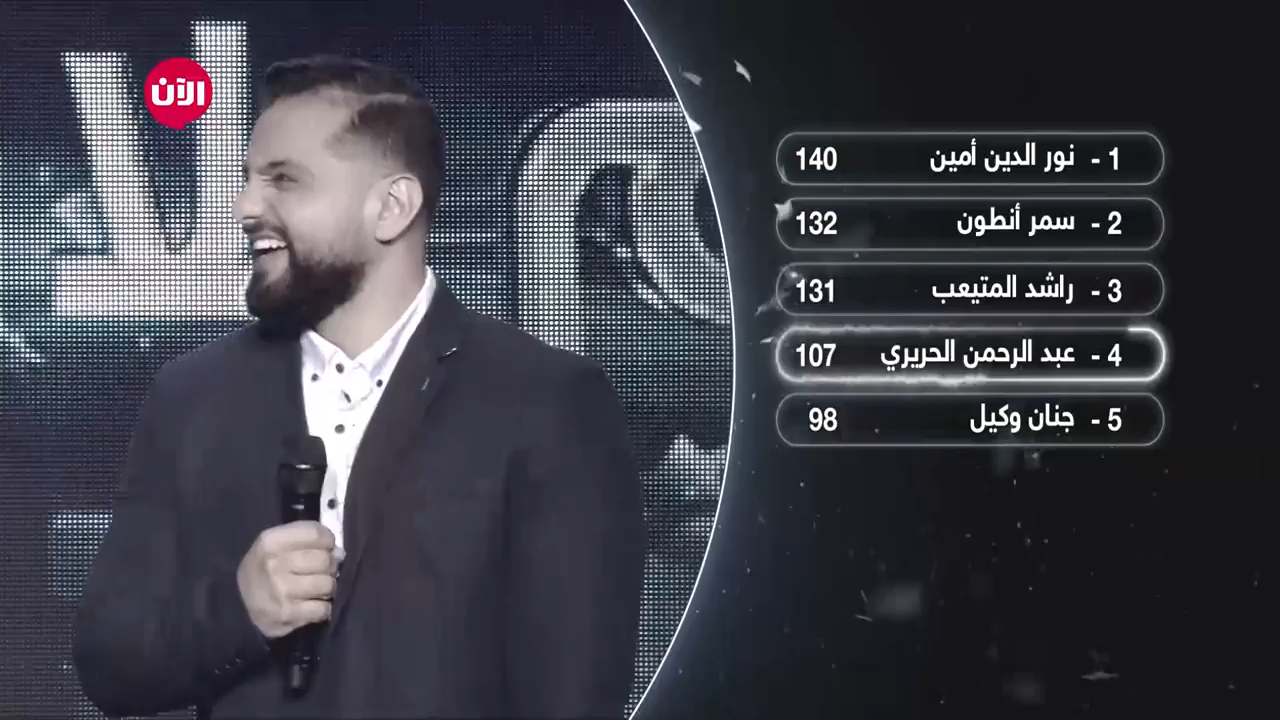 الآن
1 - نور الدين أمين 140
2 - سمر أنطون 132
3 - راشد المتيعب 131
4 - عبد الرحمن الحريري 107
5 - جنان وكيل 98